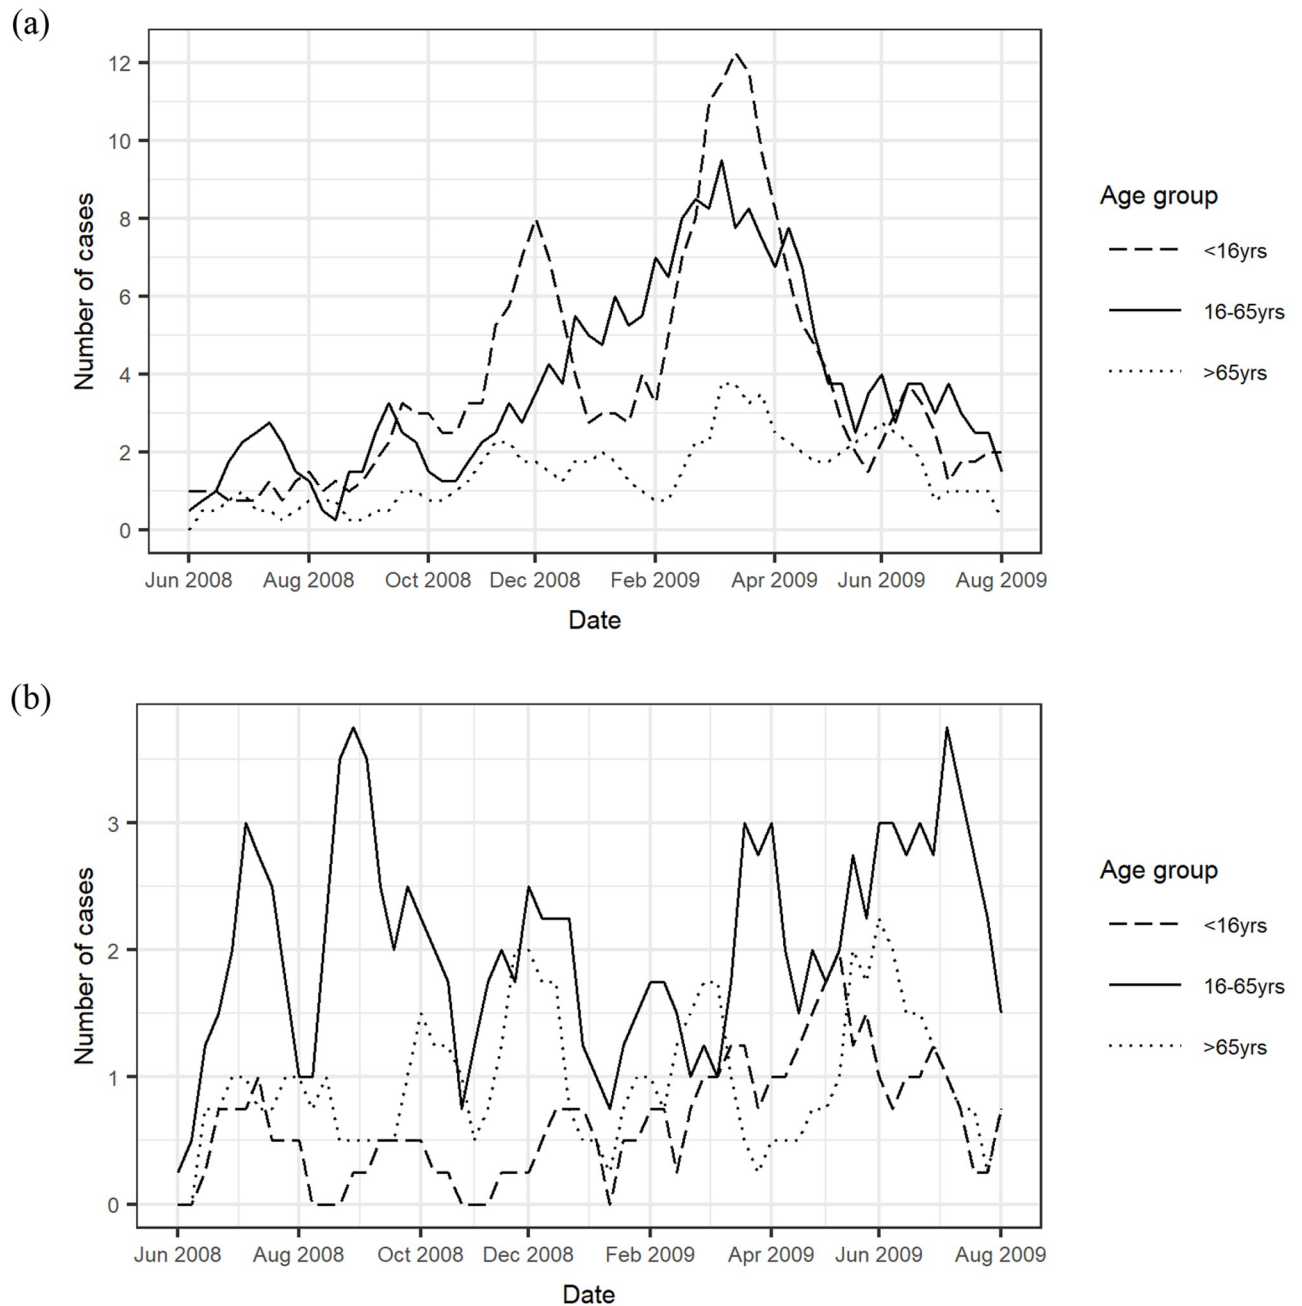 (a)
Number of cases
12
10
8
6
4
2
0
Jun 2008 Aug 2008 Oct 2008 Dec 2008 Feb 2009 Apr 2009 Jun 2009 Aug 2009
Date
Age group
<16yrs
16-65yrs
>65yrs
(b)
Number of cases
3
2
1
0
Jun 2008 Aug 2008 Oct 2008 Dec 2008 Feb 2009 Apr 2009 Jun 2009 Aug 2009
Date
Age group
<16yrs
16-65yrs
>65yrs